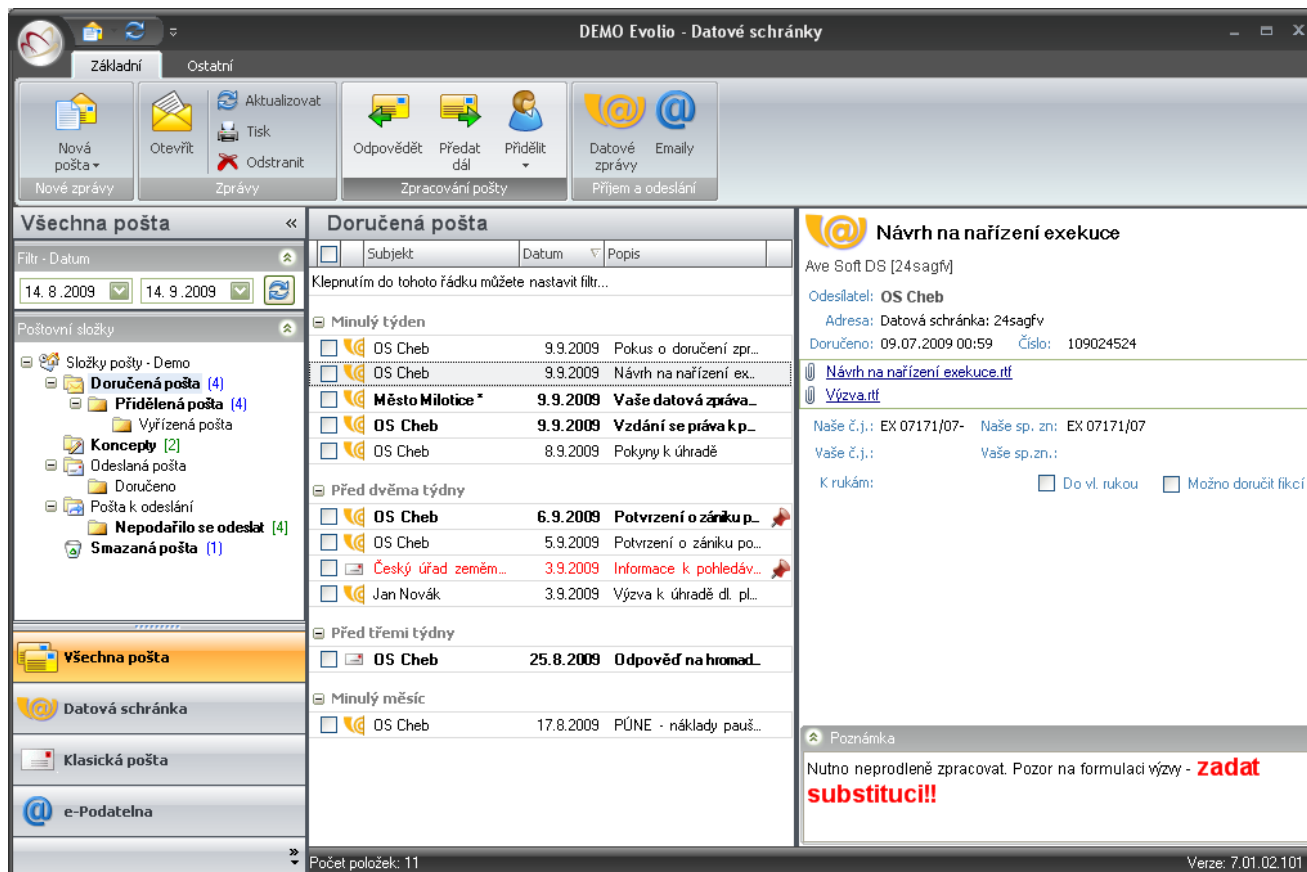 DEMO Evolio - Datové schránky
Základní Ostatní
Nová pošta
Otevřít
Aktualizovat
Tisk
Odstranit
Odpovědět
Předat dál
Přidělit
Datové zprávy
Emaily
Nové zprávy
Zprávy
Zpracování pošty
Příjem a odeslání
Všechna pošta «
Filtr - Datum
14. 8 .2009 14. 9 .2009
Poštovní složky
Složky pošty - Demo
Doručená pošta (4)
Přidělená pošta (4)
Vyřízená pošta
Koncepty [2]
Odeslaná pošta
Doručeno
Pošta k odeslání
Nepodařilo se odeslat [4]
Smazaná pošta (1)
Všechna pošta
Datová schránka
Klasická pošta
e-Podatelna
»
Doručená pošta
Subjekt Datum Popis
Klepnutím do tohoto řádku můžete nastavit filtr...
Minulý týden
OS Cheb 9.9.2009 Pokus o doručení zpr...
OS Cheb 9.9.2009 Návrh na nařízení ex...
Město Milotice * 9.9.2009 Vaše datová zpráva...
OS Cheb 9.9.2009 Vzdání se práva k p...
OS Cheb 8.9.2009 Pokyny k úhradě
Před dvěma týdny
OS Cheb 6.9.2009 Potvrzení o zániku p...
OS Cheb 5.9.2009 Potvrzení o zániku po...
Český úřad zeměm... 3.9.2009 Informace k pohledáv...
Jan Novák 3.9.2009 Výzva k úhradě dl. pl...
Před třemi týdny
OS Cheb 25.8.2009 Odpověď na hromad...
Minulý měsíc
OS Cheb 17.8.2009 PÚNE - náklady pauš...
Návrh na nařízení exekuce
Ave Soft DS [24sagfv]
Odesílatel: OS Cheb
Adresa: Datová schránka: 24sagfv
Doručeno: 09.07.2009 00:59 Číslo: 109024524
Návrh na nařízení exekuce.rtf
Výzva.rtf
Naše č.j.: EX 07171/07- Naše sp. zn: EX 07171/07
Vaše č.j.: Vaše sp.zn.:
K rukám: Do vl. rukou Možno doručit fikcí
Poznámka
Nutno neprodleně zpracovat. Pozor na formulaci výzvy - zadat
substituci!!
Počet položek: 11 Verze: 7.01.02.101